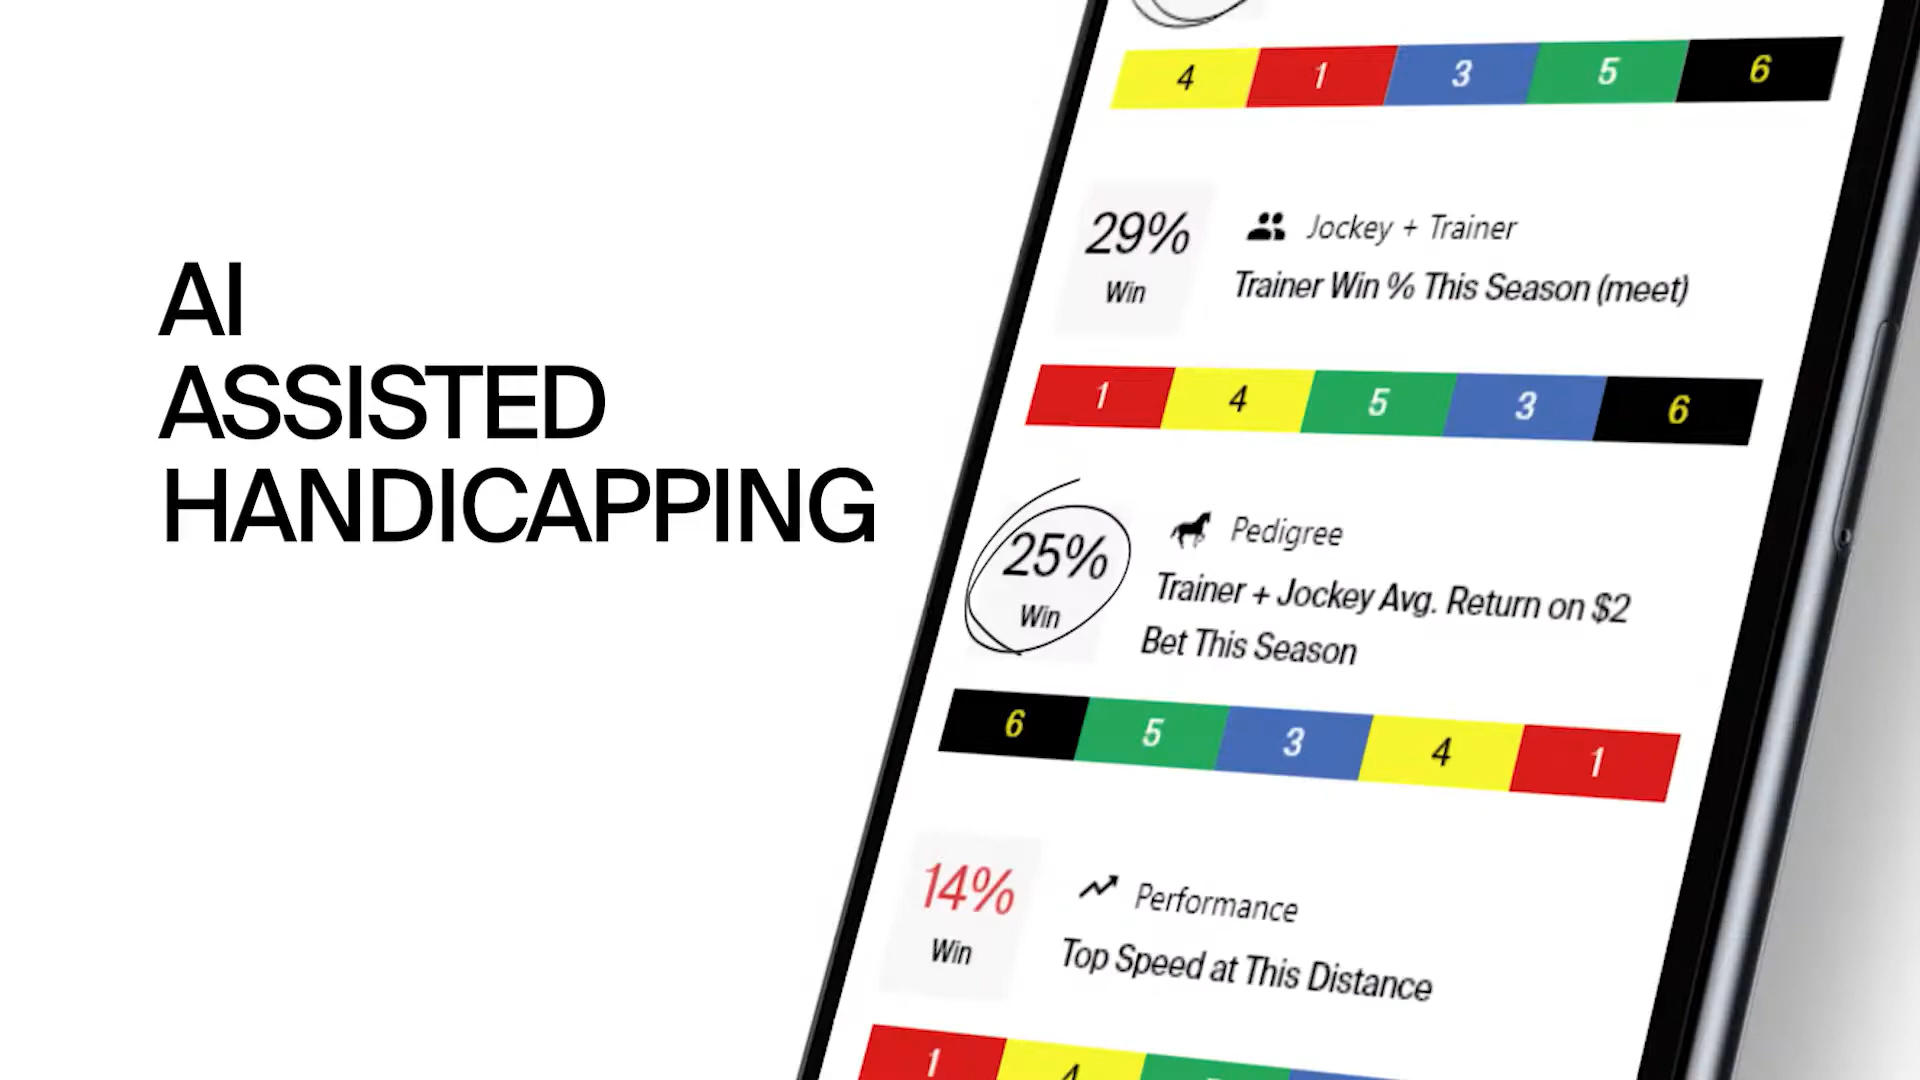 AI
ASSISTED
HANDICAPPING
4 1 3 5 6
29%
Win
Jockey + Trainer
Trainer Win % This Season (meet)
1 4 5 3 6
25%
Win
Pedigree
Trainer + Jockey Avg. Return on $2
Bet This Season
6 5 3 4 1
14%
Win
Performance
Top Speed at This Distance
1 4